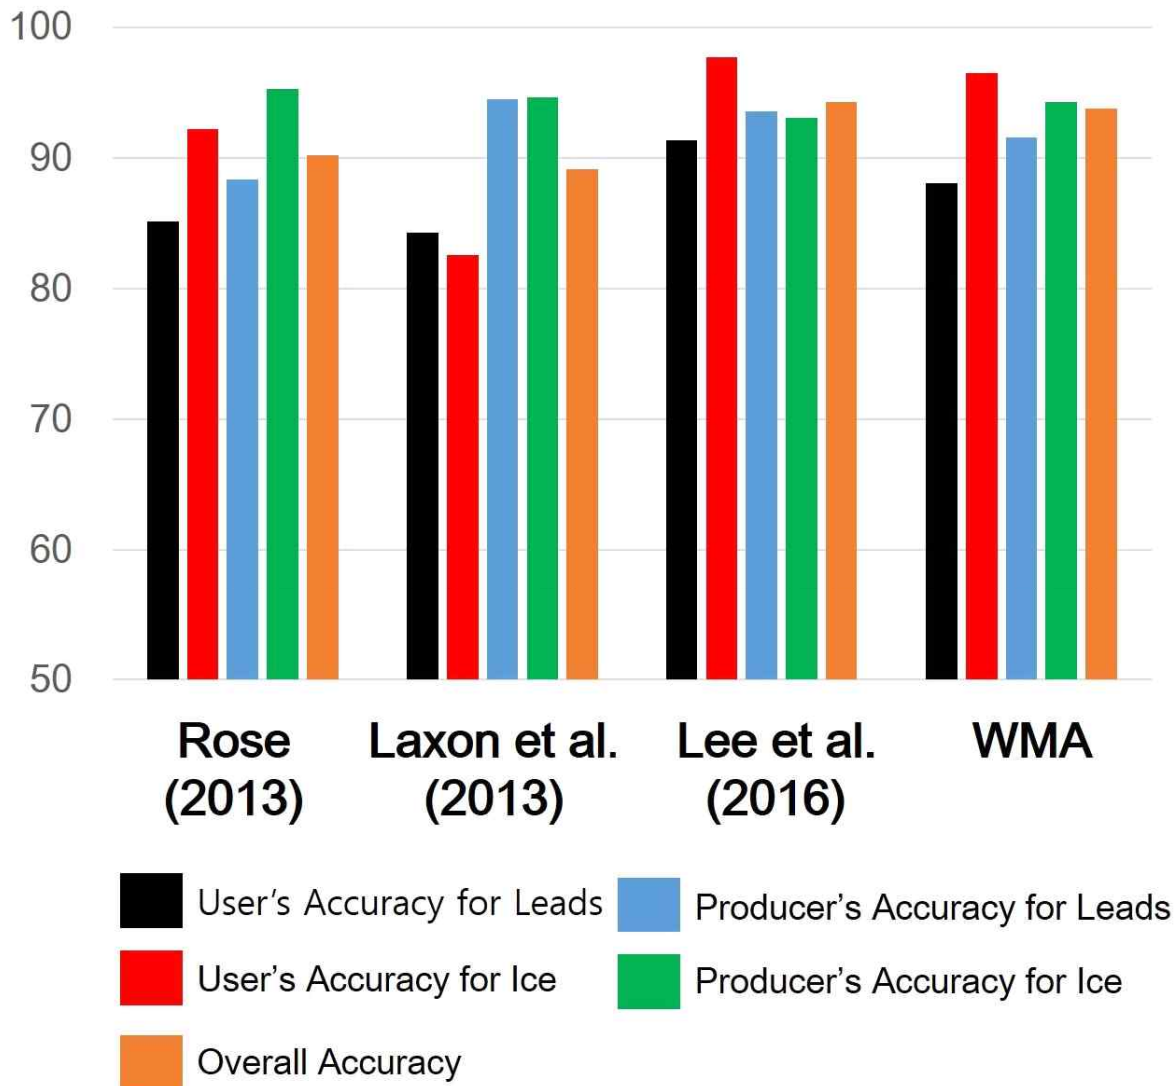 100
90
80
70
60
50
Rose
(2013)
Laxon et al.
(2013)
Lee et al.
(2016)
WMA
User's Accuracy for Leads
Producer's Accuracy for Leads
User's Accuracy for Ice
Producer's Accuracy for Ice
Overall Accuracy